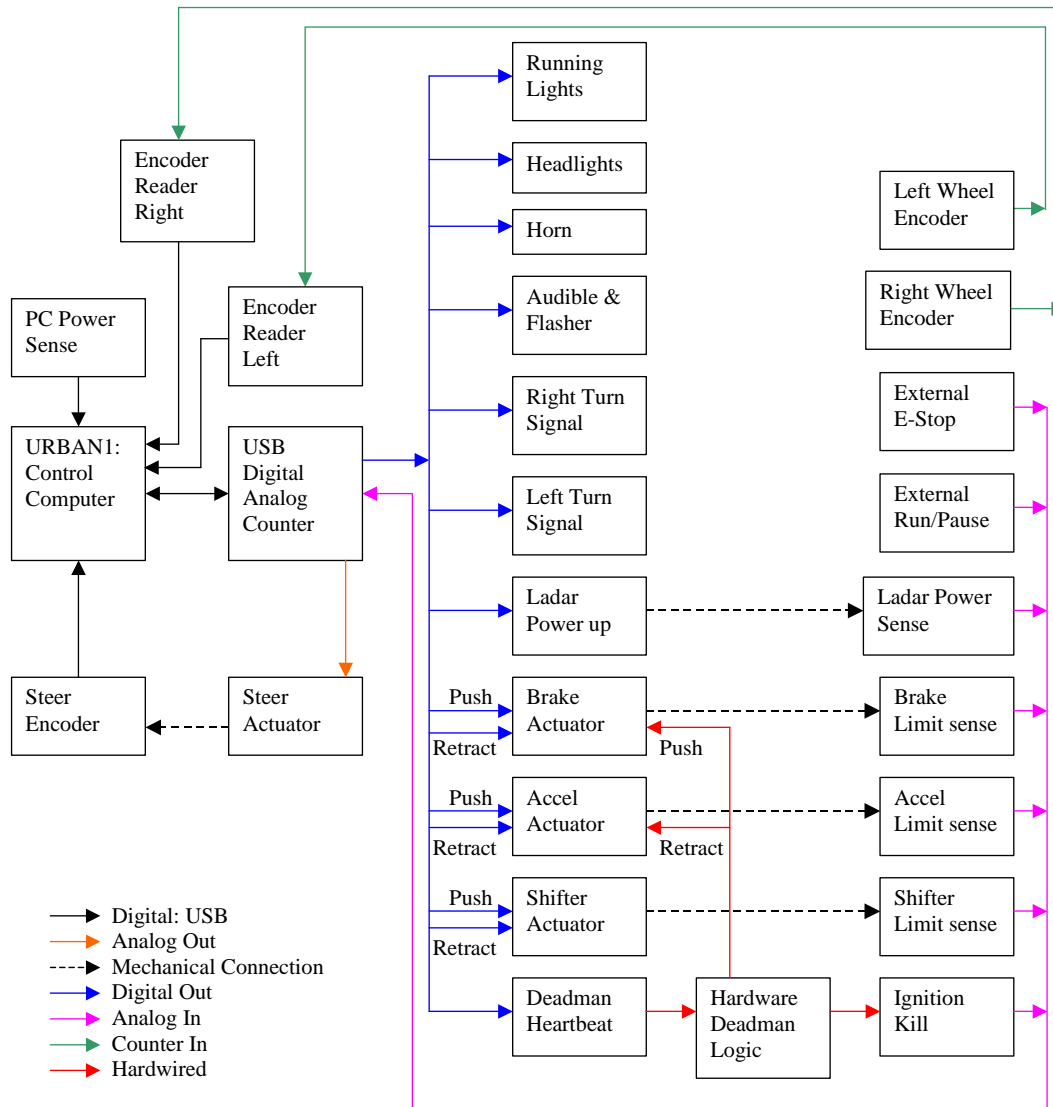 Running
Lights
Headlights
Horn
Audible &
Flasher
Right Turn
Signal
Left Turn
Signal
Ladar
Power up
Push
Retract
Brake
Actuator
Push
Push
Retract
Accel
Actuator
Retract
Push
Retract
Shifter
Actuator
Deadman
Heartbeat
Hardware
Deadman
Logic
Encoder
Reader
Right
PC Power
Sense
Encoder
Reader
Left
URBAN1:
Control
Computer
USB
Digital
Analog
Counter
Steer
Encoder
Steer
Actuator
Left Wheel
Encoder
Right Wheel
Encoder
External
E-Stop
External
Run/Pause
Ladar Power
Sense
Brake
Limit sense
Accel
Limit sense
Shifter
Limit sense
Ignition
Kill
Digital: USB
Analog Out
Mechanical Connection
Digital Out
Analog In
Counter In
Hardwired